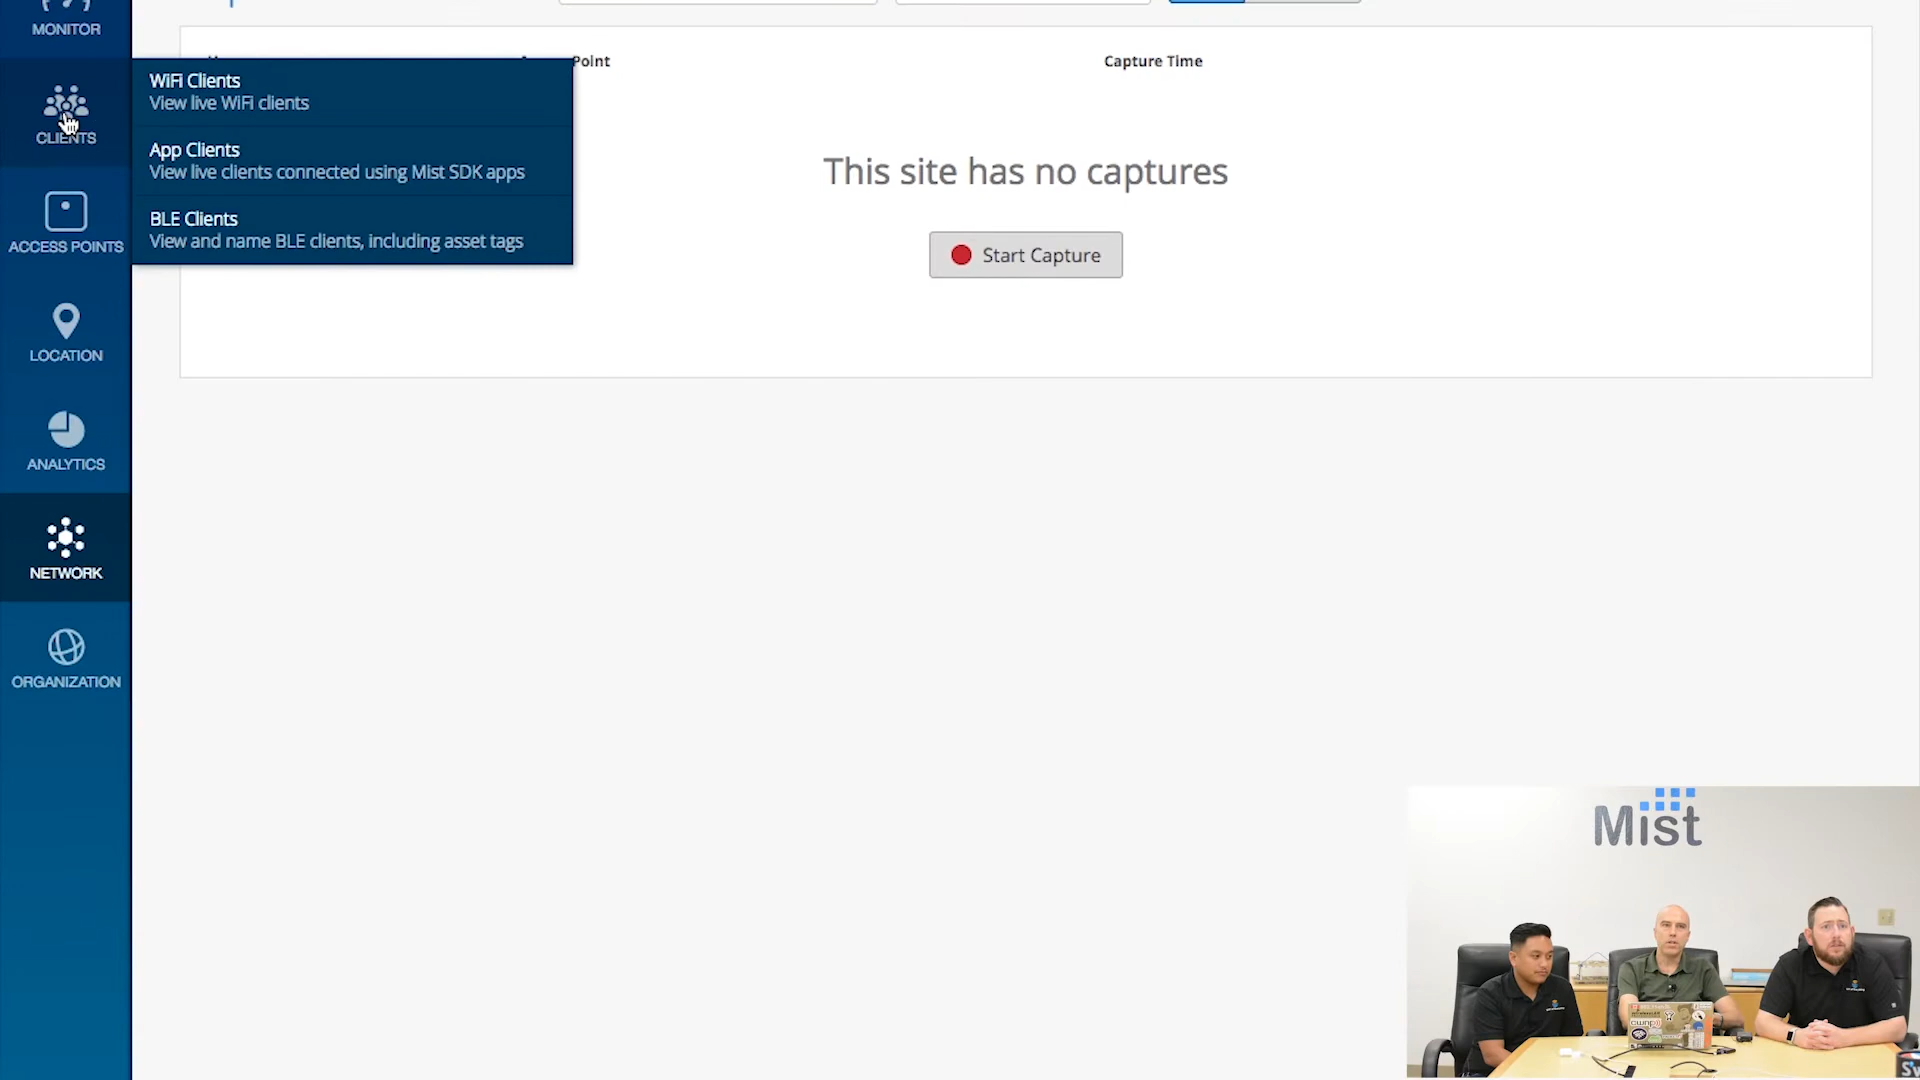 MONITOR
Point
Capture Time
WiFi Clients
View live WiFi clients
CLIENTS
App Clients
View live clients connected using Mist SDK apps
This site has no captures
BLE Clients
View and name BLE clients, including asset tags
ACCESS POINTS
Start Capture
LOCATION
ANALYTICS
NETWORK
ORGANIZATION
Mist
cwnp